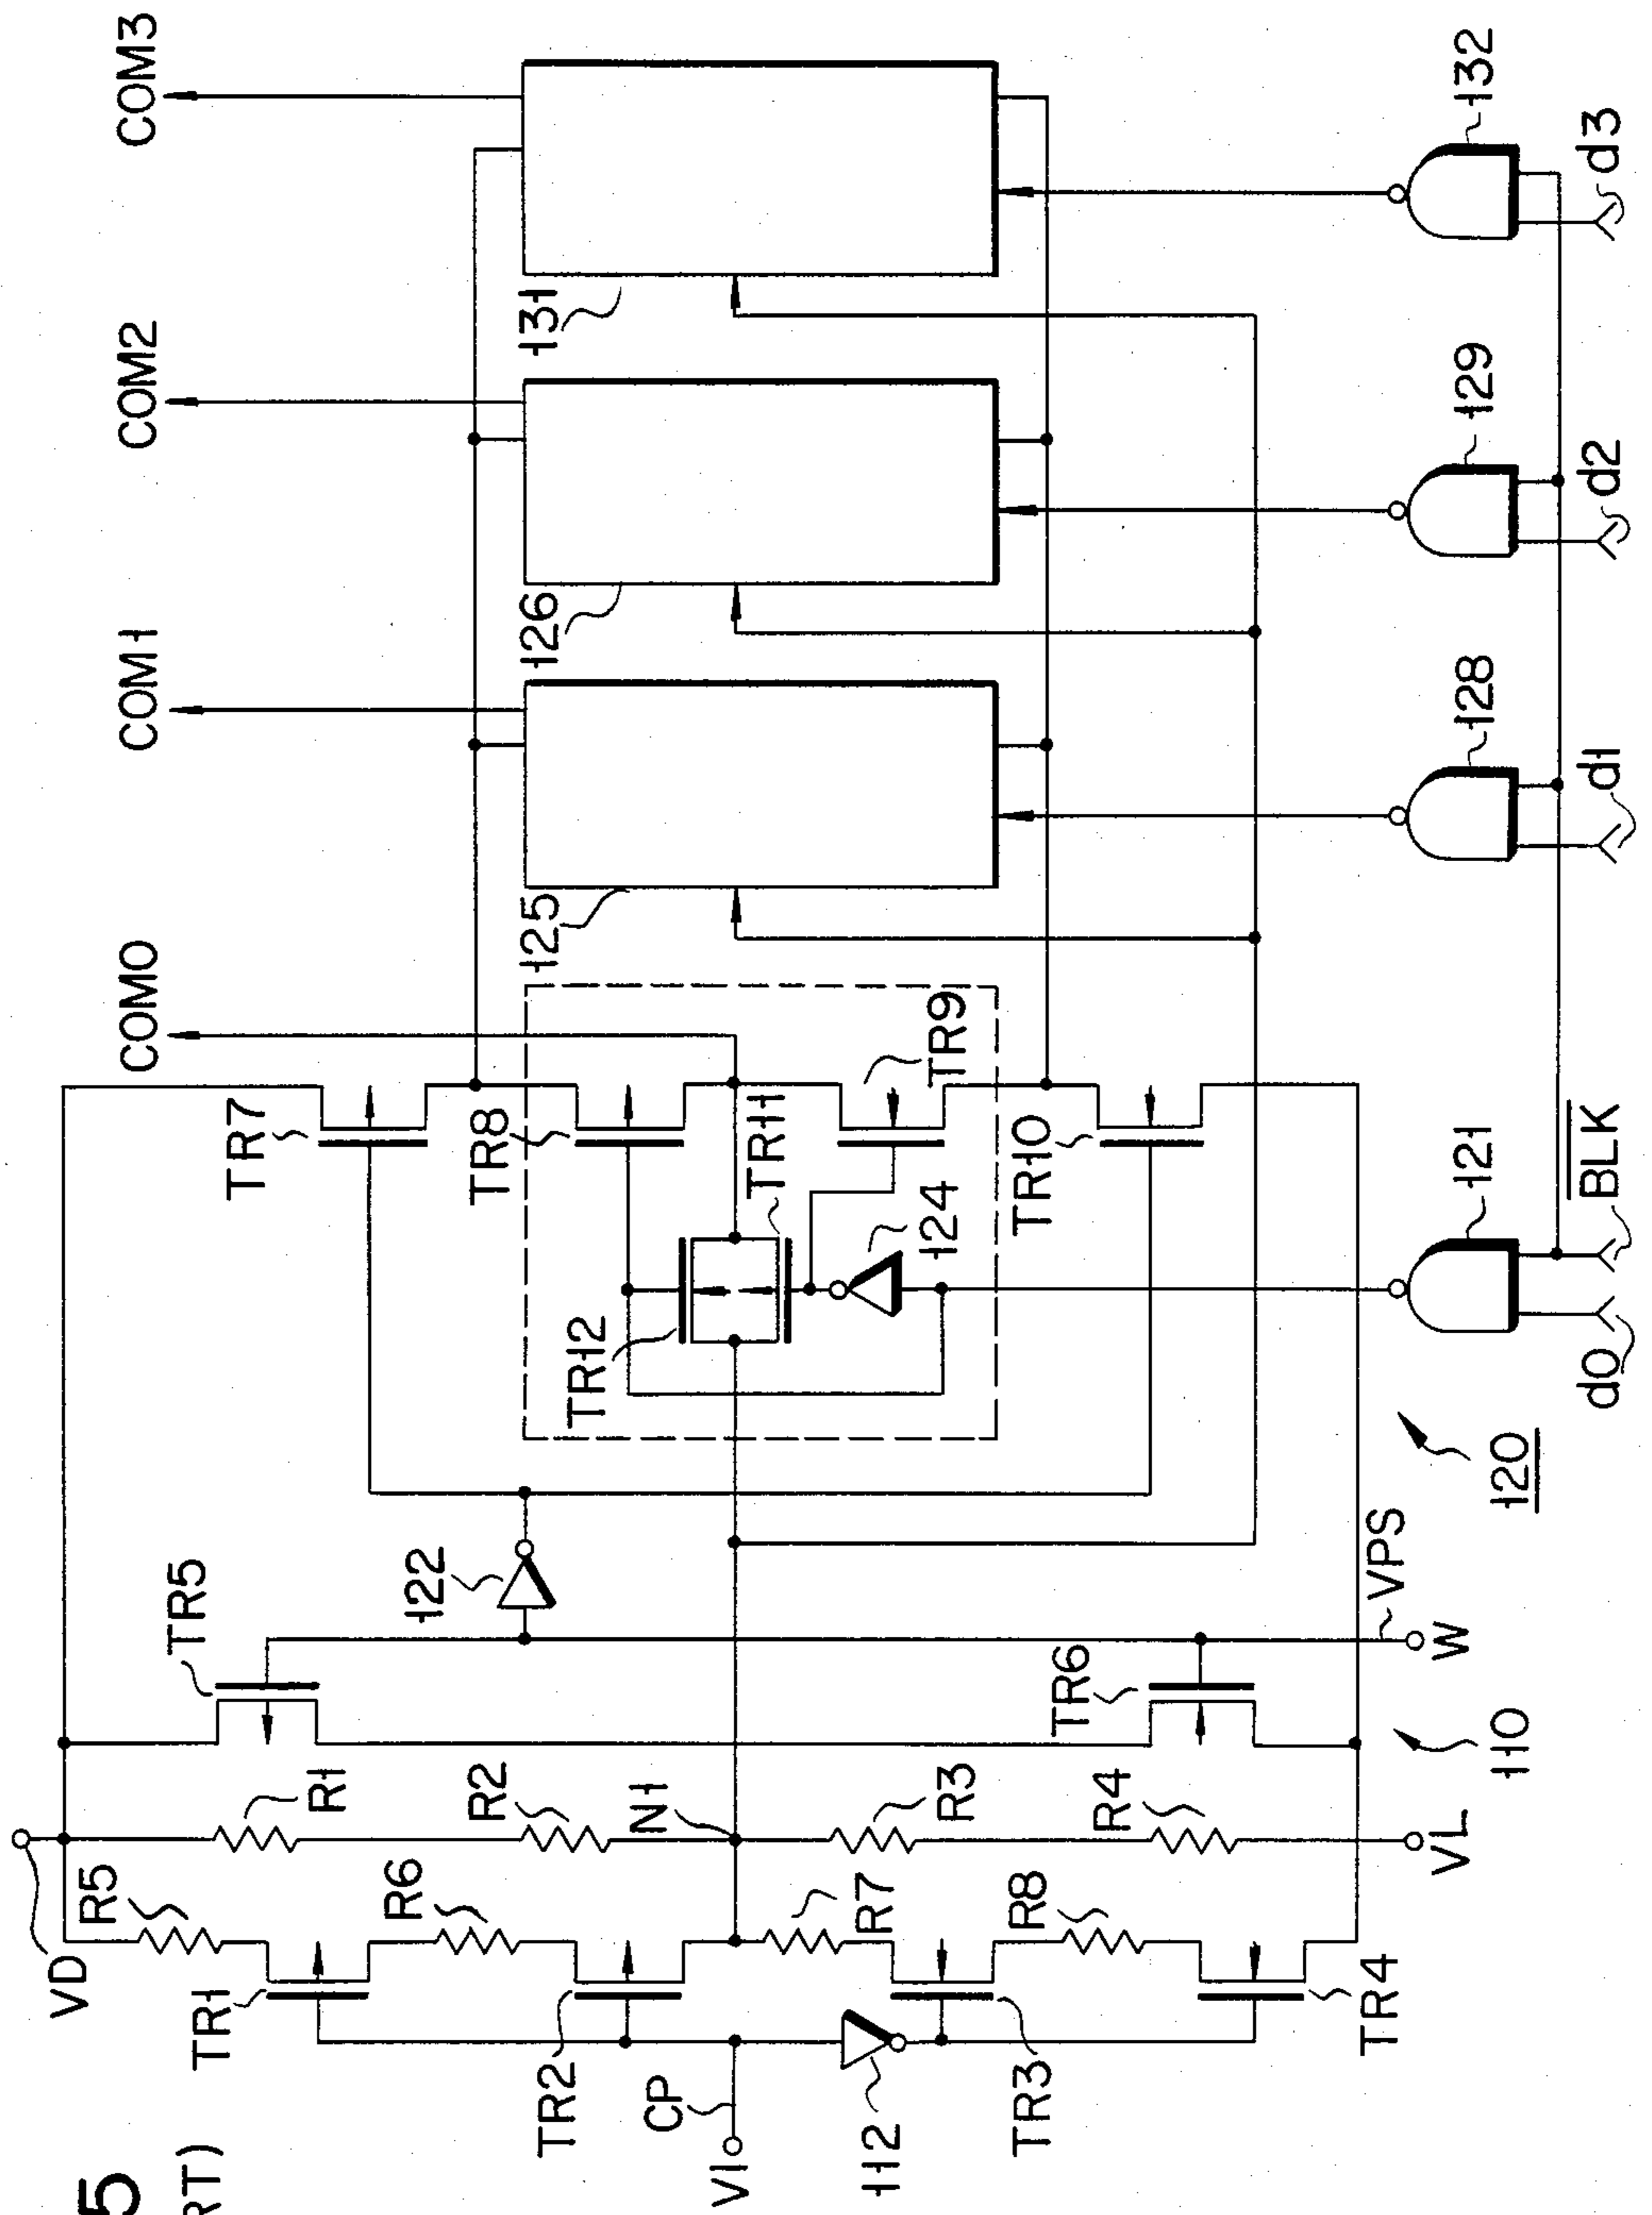 5
RT)
VD
R5
TR1
R6
TR2
CP
V1
112
R7
TR3
R8
TR4
R1
R2
N1
R3
R4
VL
110
TR5
TR6
W
VPS
122
120
TR7
TR8
TR12
TR11
124
TR9
TR10
COM0
125
COM1
126
COM2
131
COM3
d0
BLK
121
d1
128
d2
129
d3
132